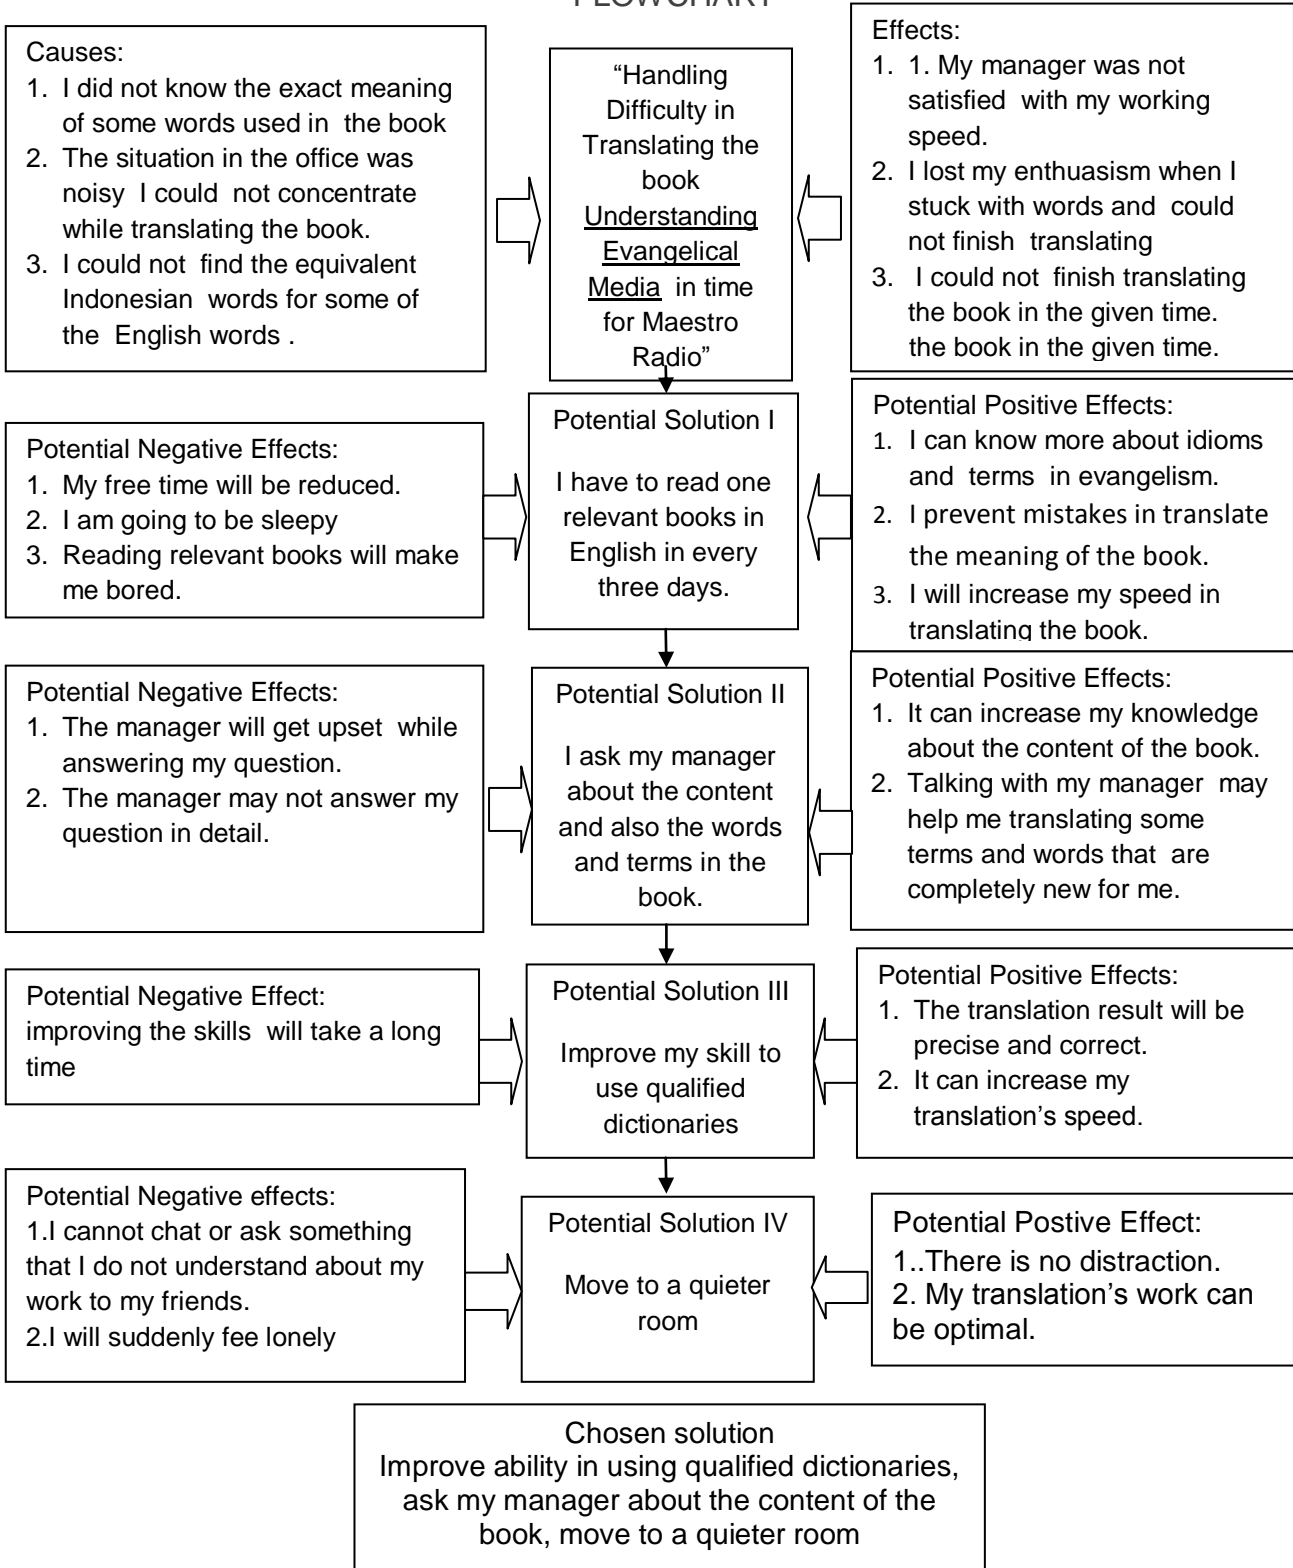 FLOWCHART
Causes:
1. I did not know the exact meaning
of some words used in the book
2. The situation in the office was
noisy I could not concentrate
while translating the book.
3. I could not find the equivalent
Indonesian words for some of
the English words .
“Handling
Difficulty in
Translating the
book
Understanding
Evangelical
Media in time
for Maestro
Radio”
Effects:
1. 1. My manager was not
satisfied with my working
speed.
2. I lost my enthuasism when I
stuck with words and could
not finish translating
3. I could not finish translating
the book in the given time.
the book in the given time.
Potential Negative Effects:
1. My free time will be reduced.
2. I am going to be sleepy
3. Reading relevant books will make
me bored.
Potential Solution I
I have to read one
relevant books in
English in every
three days.
Potential Positive Effects:
1. I can know more about idioms
and terms in evangelism.
2. I prevent mistakes in translate
the meaning of the book.
3. I will increase my speed in
translating the book.
Potential Negative Effects:
1. The manager will get upset while
answering my question.
2. The manager may not answer my
question in detail.
Potential Solution II
I ask my manager
about the content
and also the words
and terms in the
book.
Potential Positive Effects:
1. It can increase my knowledge
about the content of the book.
2. Talking with my manager may
help me translating some
terms and words that are
completely new for me.
Potential Negative Effect:
improving the skills will take a long
time
Potential Solution III
Improve my skill to
use qualified
dictionaries
Potential Positive Effects:
1. The translation result will be
precise and correct.
2. It can increase my
translation’s speed.
Potential Negative effects:
1.I cannot chat or ask something
that I do not understand about my
work to my friends.
2.I will suddenly fee lonely
Potential Solution IV
Move to a quieter
room
Potential Postive Effect:
1..There is no distraction.
2. My translation’s work can
be optimal.
Chosen solution
Improve ability in using qualified dictionaries,
ask my manager about the content of the
book, move to a quieter room